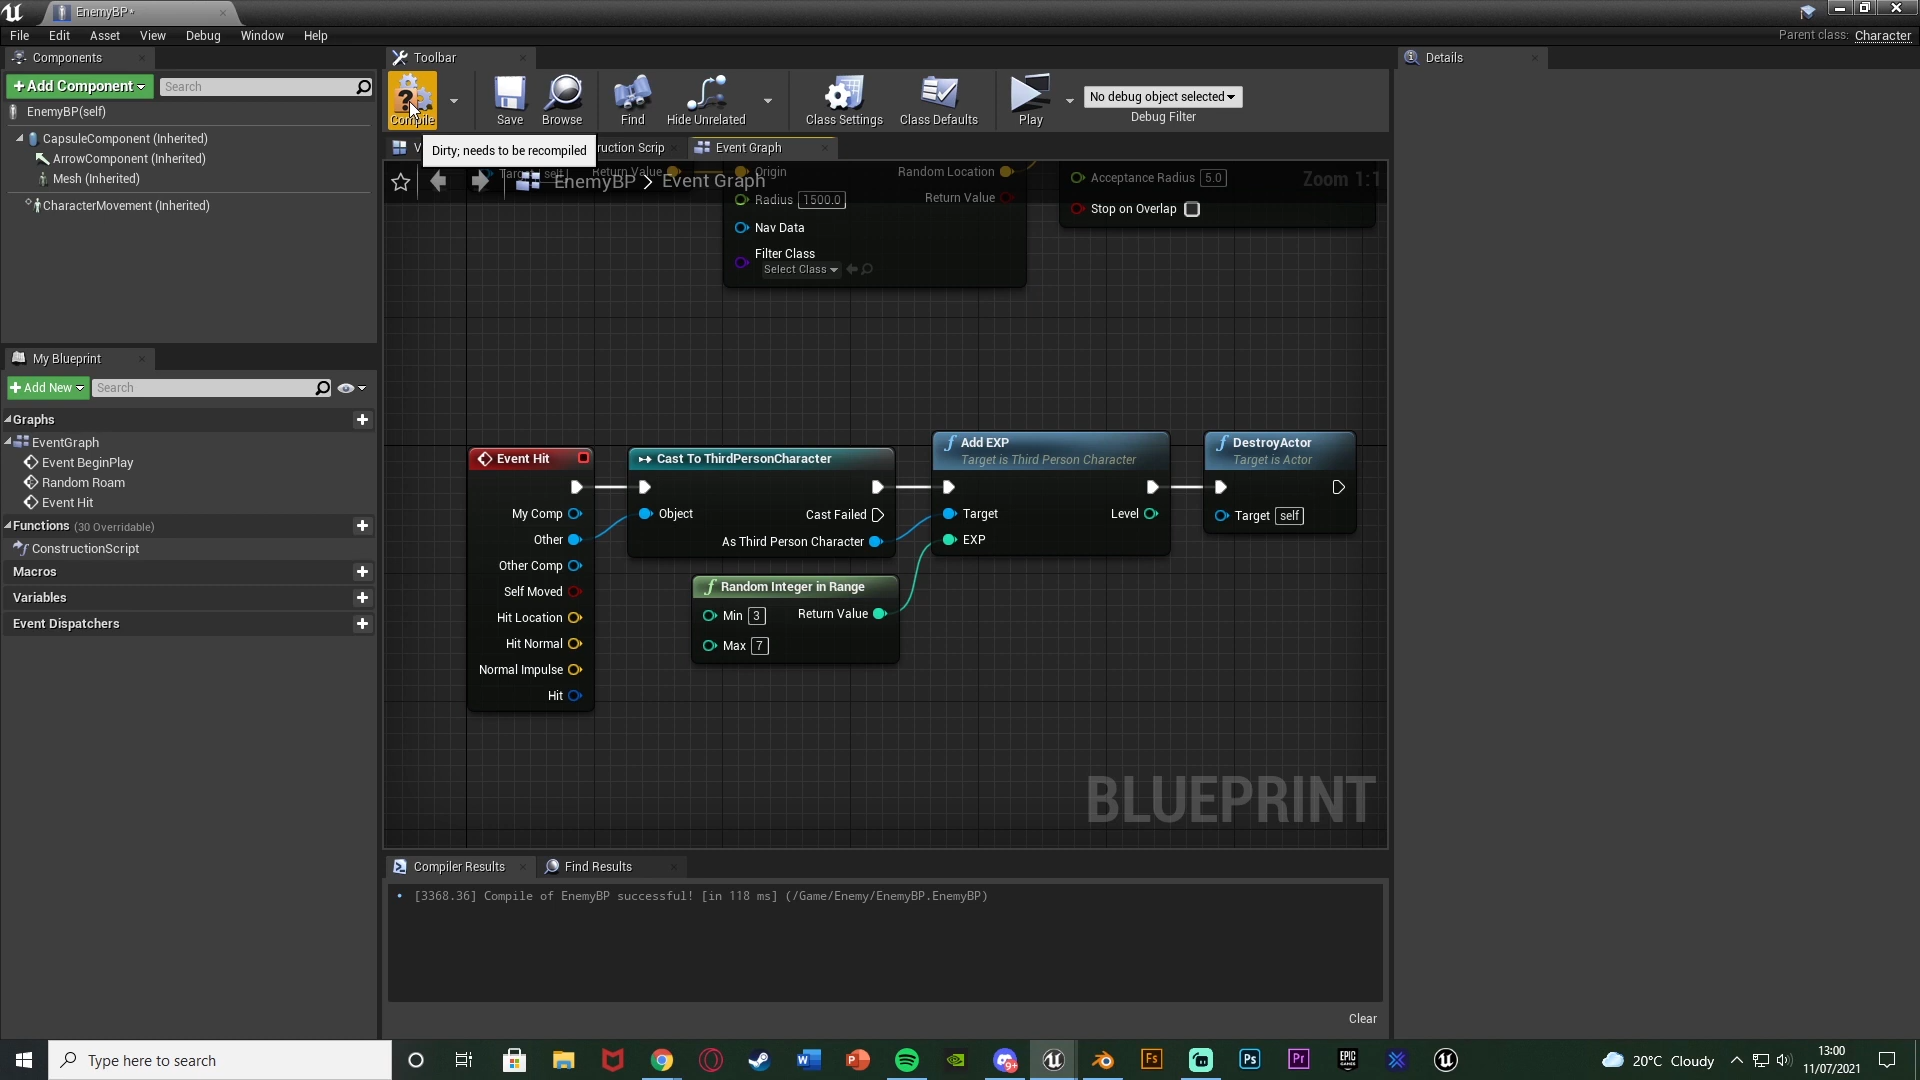 EnemyBP*
File Edit Asset View Debug Window Help
Parent class: Character
Components
Toolbar
Details
+Add Component
Search
EnemyBP(self)
CapsuleComponent (Inherited)
ArrowComponent (Inherited)
Mesh (Inherited)
CharacterMovement (Inherited)
Compile
Save
Browse
Find
Hide Unrelated
Class Settings
Class Defaults
Play
No debug object selected
Debug Filter
Dirty; needs to be recompiled
V
ruction Scrip
Event Graph
EnemyBP > Event Graph
Zoom 1:1
Target self
Return Value
Origin
Random Location
Radius 1500.0
Return Value
Nav Data
Filter Class
Select Class
Acceptance Radius 5.0
Stop on Overlap
My Blueprint
+Add New
Search
Graphs
EventGraph
Event BeginPlay
Random Roam
Event Hit
Functions (30 Overridable)
ConstructionScript
Macros
Variables
Event Dispatchers
Event Hit
My Comp
Other
Other Comp
Self Moved
Hit Location
Hit Normal
Normal Impulse
Hit
Cast To ThirdPersonCharacter
Object
Cast Failed
As Third Person Character
Random Integer in Range
Min 3
Return Value
Max 7
f Add EXP
Target is Third Person Character
Target
Level
EXP
f DestroyActor
Target is Actor
Target self
BLUEPRINT
Compiler Results
Find Results
[3368.36] Compile of EnemyBP successful! [in 118 ms] (/Game/Enemy/EnemyBP.EnemyBP)
Clear
Type here to search
20°C Cloudy
13:00
11/07/2021